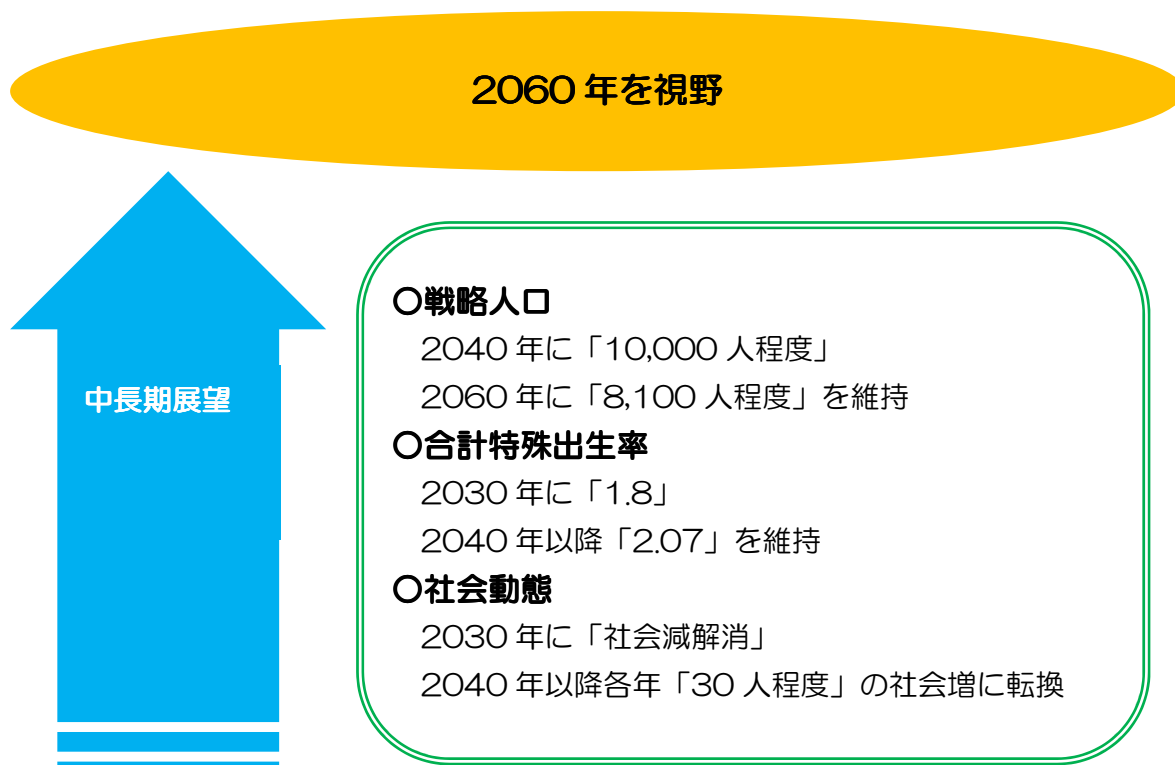 2060 年を視野
中長期展望
○戦略人口
2040 年に「10,000 人程度」
2060 年に「8,100 人程度」を維持
○合計特殊出生率
2030 年に「1.8」
2040 年以降「2.07」を維持
○社会動態
2030 年に「社会減解消」
2040 年以降各年「30 人程度」の社会増に転換